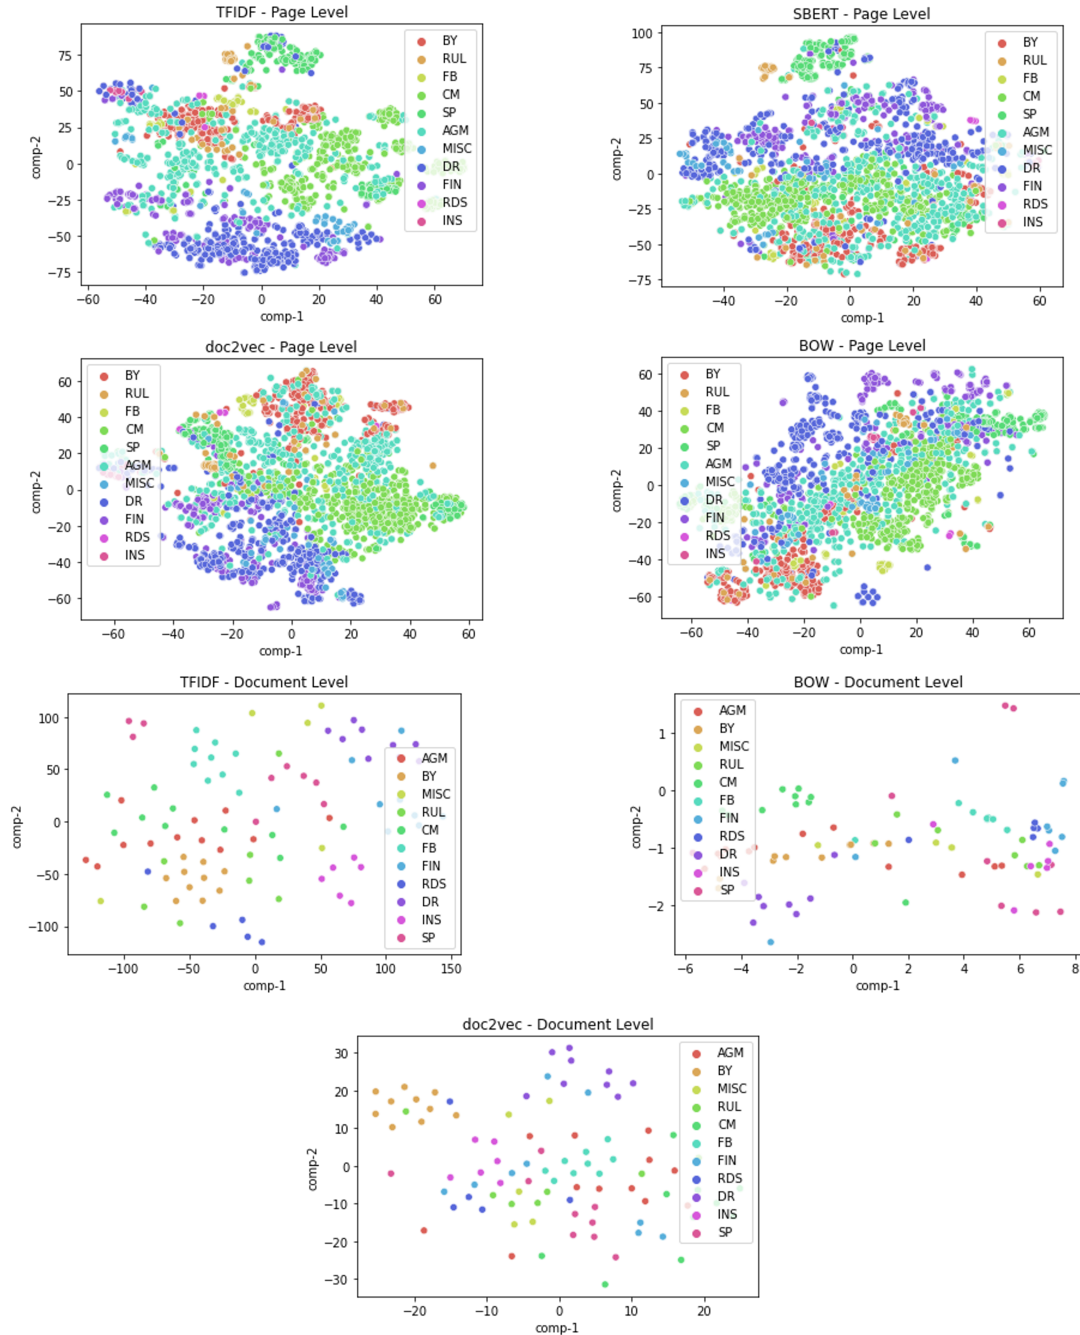 TFIDF - Page Level
75
50
25
0
−25
−50
−75
−60
−40
−20
0
20
40
60
comp-1
comp-2
BY
RUL
FB
CM
SP
AGM
MISC
DR
FIN
RDS
INS
SBERT - Page Level
100
75
50
25
0
−25
−50
−75
−40
−20
0
20
40
60
comp-1
comp-2
BY
RUL
FB
CM
SP
AGM
MISC
DR
FIN
RDS
INS
doc2vec - Page Level
60
40
20
0
−20
−40
−60
−60
−40
−20
0
20
40
60
comp-1
comp-2
BY
RUL
FB
CM
SP
AGM
MISC
DR
FIN
RDS
INS
BOW - Page Level
60
40
20
0
−20
−40
−60
−60
−40
−20
0
20
40
60
comp-1
comp-2
BY
RUL
FB
CM
SP
AGM
MISC
DR
FIN
RDS
INS
TFIDF - Document Level
100
50
0
−50
−100
−100
−50
0
50
100
150
comp-1
comp-2
AGM
BY
MISC
RUL
CM
FB
FIN
RDS
DR
INS
SP
BOW - Document Level
1
0
−1
−2
−6
−4
−2
0
2
4
6
8
comp-1
comp-2
AGM
BY
MISC
RUL
CM
FB
FIN
RDS
DR
INS
SP
doc2vec - Document Level
30
20
10
0
−10
−20
−30
−20
−10
0
10
20
comp-1
comp-2
AGM
BY
MISC
RUL
CM
FB
FIN
RDS
DR
INS
SP